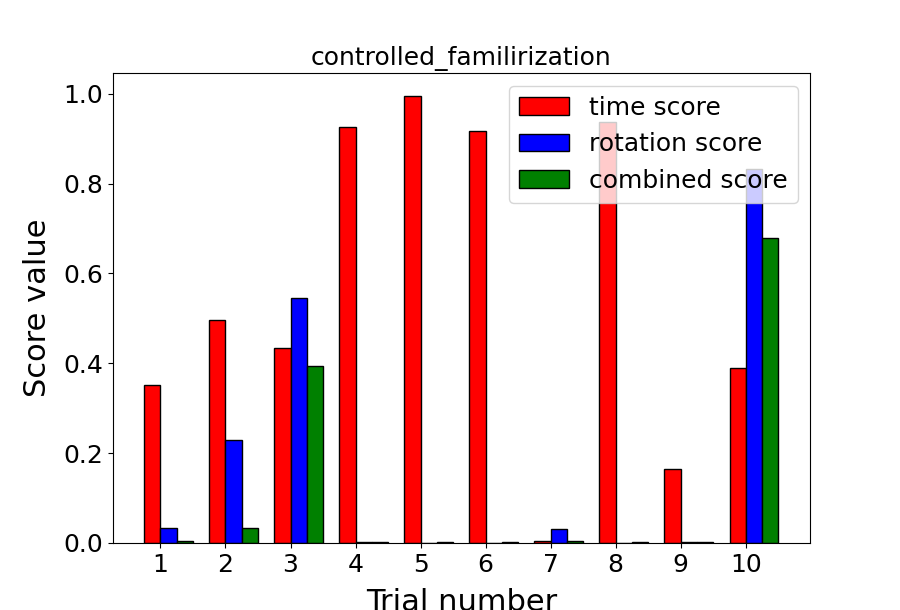 controlled_familirization
1.0
0.8
0.6
0.4
0.2
0.0
Score value
time score
rotation score
combined score
1 2 3 4 5 6 7 8 9 10
Trial number